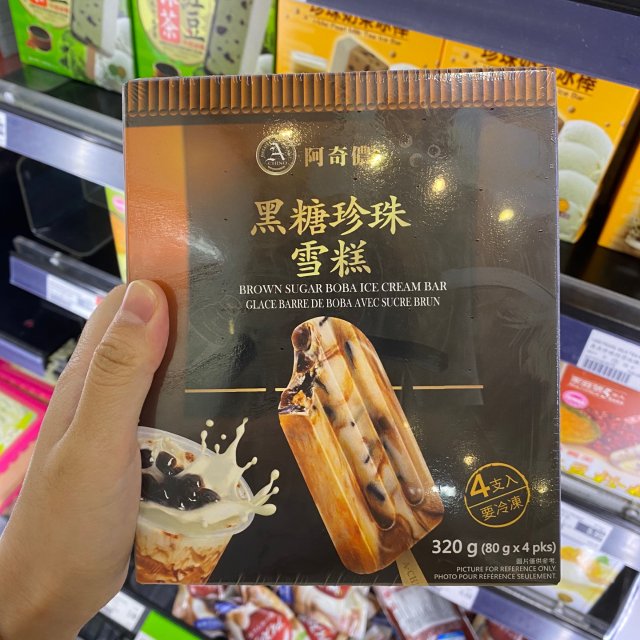 阿奇儂
黑糖珍珠
雪糕
BROWN SUGAR BOBA ICE CREAM BAR
GLACE BARRE DE BOBA AVEC SUCRE BRUN
4支入
要冷凍
320 g (80 g x 4 pks)
圖片僅供參考.
PICTURE FOR REFERENCE ONLY.
PHOTO POUR RÉFÉRENCE SEULEMENT.